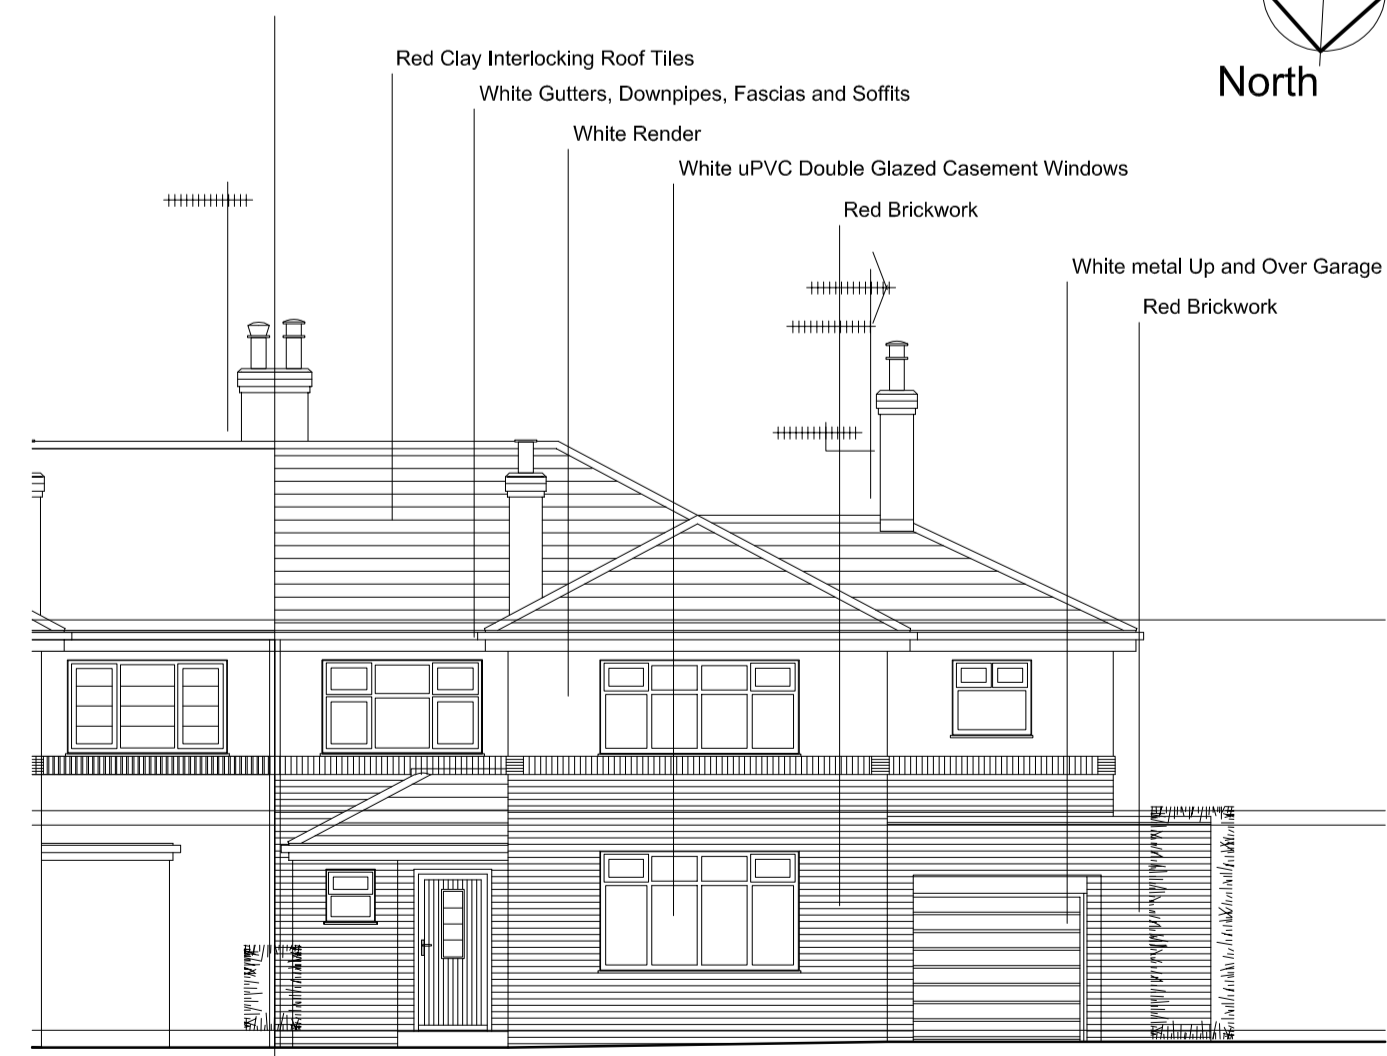 Red Clay Interlocking Roof Tiles
White Gutters, Downpipes, Fascias and Soffits
White Render
White uPVC Double Glazed Casement Windows
Red Brickwork
White metal Up and Over Garage
Red Brickwork
North